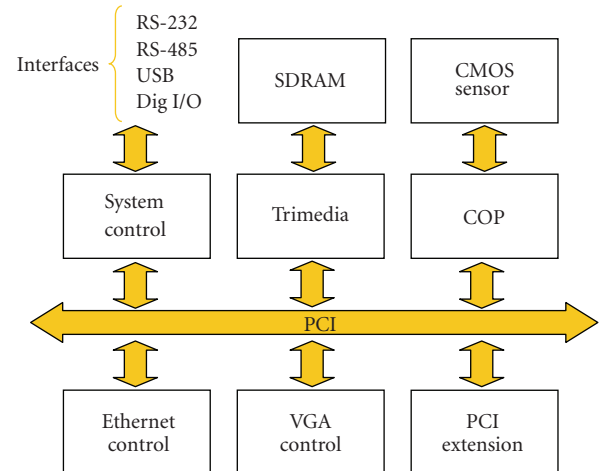 Interfaces
RS-232
RS-485
USB
Dig I/O
SDRAM
CMOS
sensor
System
control
Trimedia
COP
PCI
Ethernet
control
VGA
control
PCI
extension